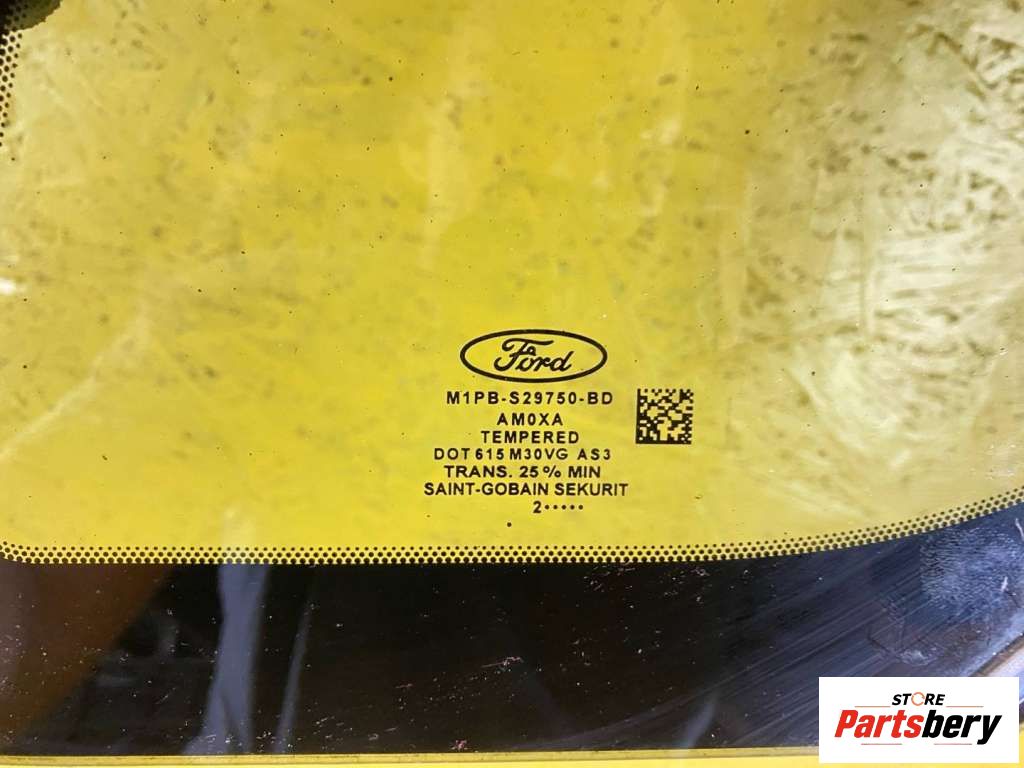 Ford
M1PB-S29750-BD
AM0XA
TEMPERED
DOT 615 M30VG AS3
TRANS. 25% MIN
SAINT-GOBAIN SEKURIT
2•••••
•
STORE
Partsbery